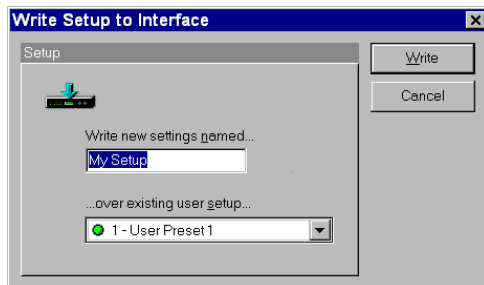 Write Setup to Interface
Setup
Write
Cancel
Write new settings named...
My Setup
...over existing user setup...
1 - User Preset 1